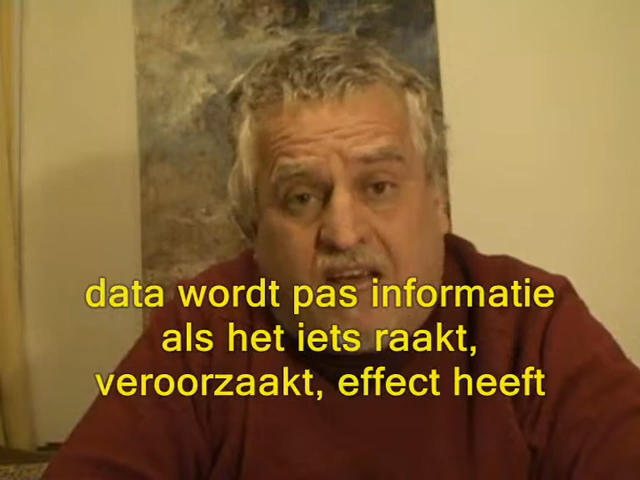 data wordt pas informatie
als het iets raakt,
veroorzaakt, effect heeft